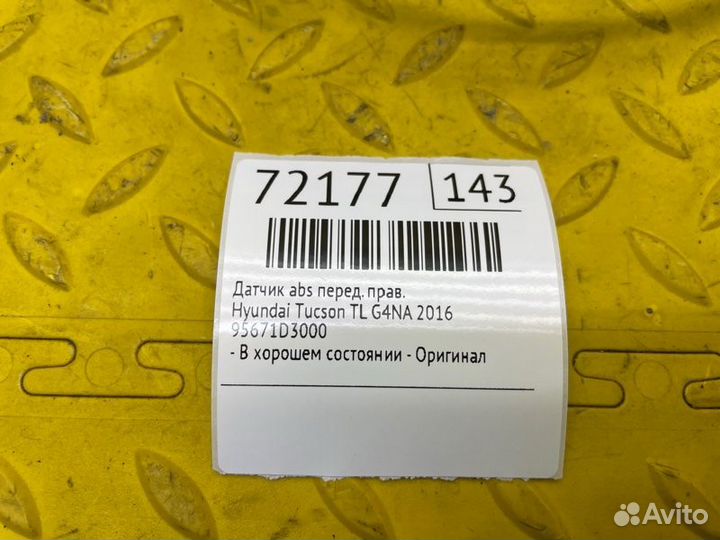 72177 143
Датчик abs перед. прав.
Hyundai Tucson TL G4NA 2016
95671D3000
- В хорошем состоянии - Оригинал
Avito